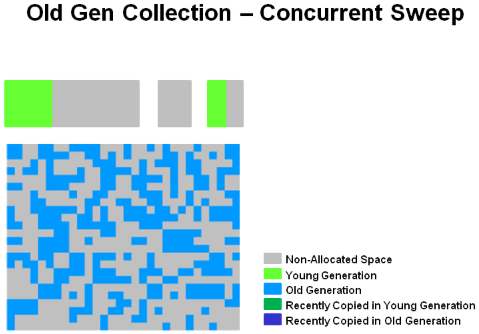 Old Gen Collection – Concurrent Sweep
Non-Allocated Space
Young Generation
Old Generation
Recently Copied in Young Generation
Recently Copied in Old Generation